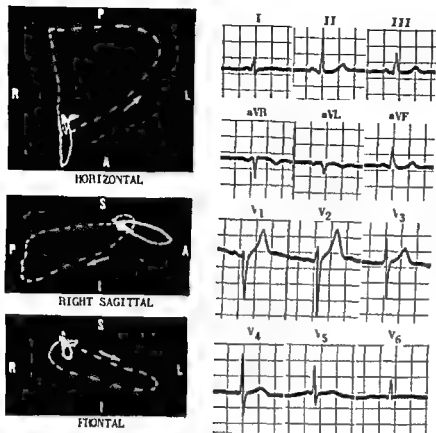 P
R
L
A
HORIZONTAL
S
P
A
I
RIGHT SAGITTAL
S
R
L
I
FRONTAL
I II III
aVR aVL aVF
V1 V2 V3
V4 V5 V6